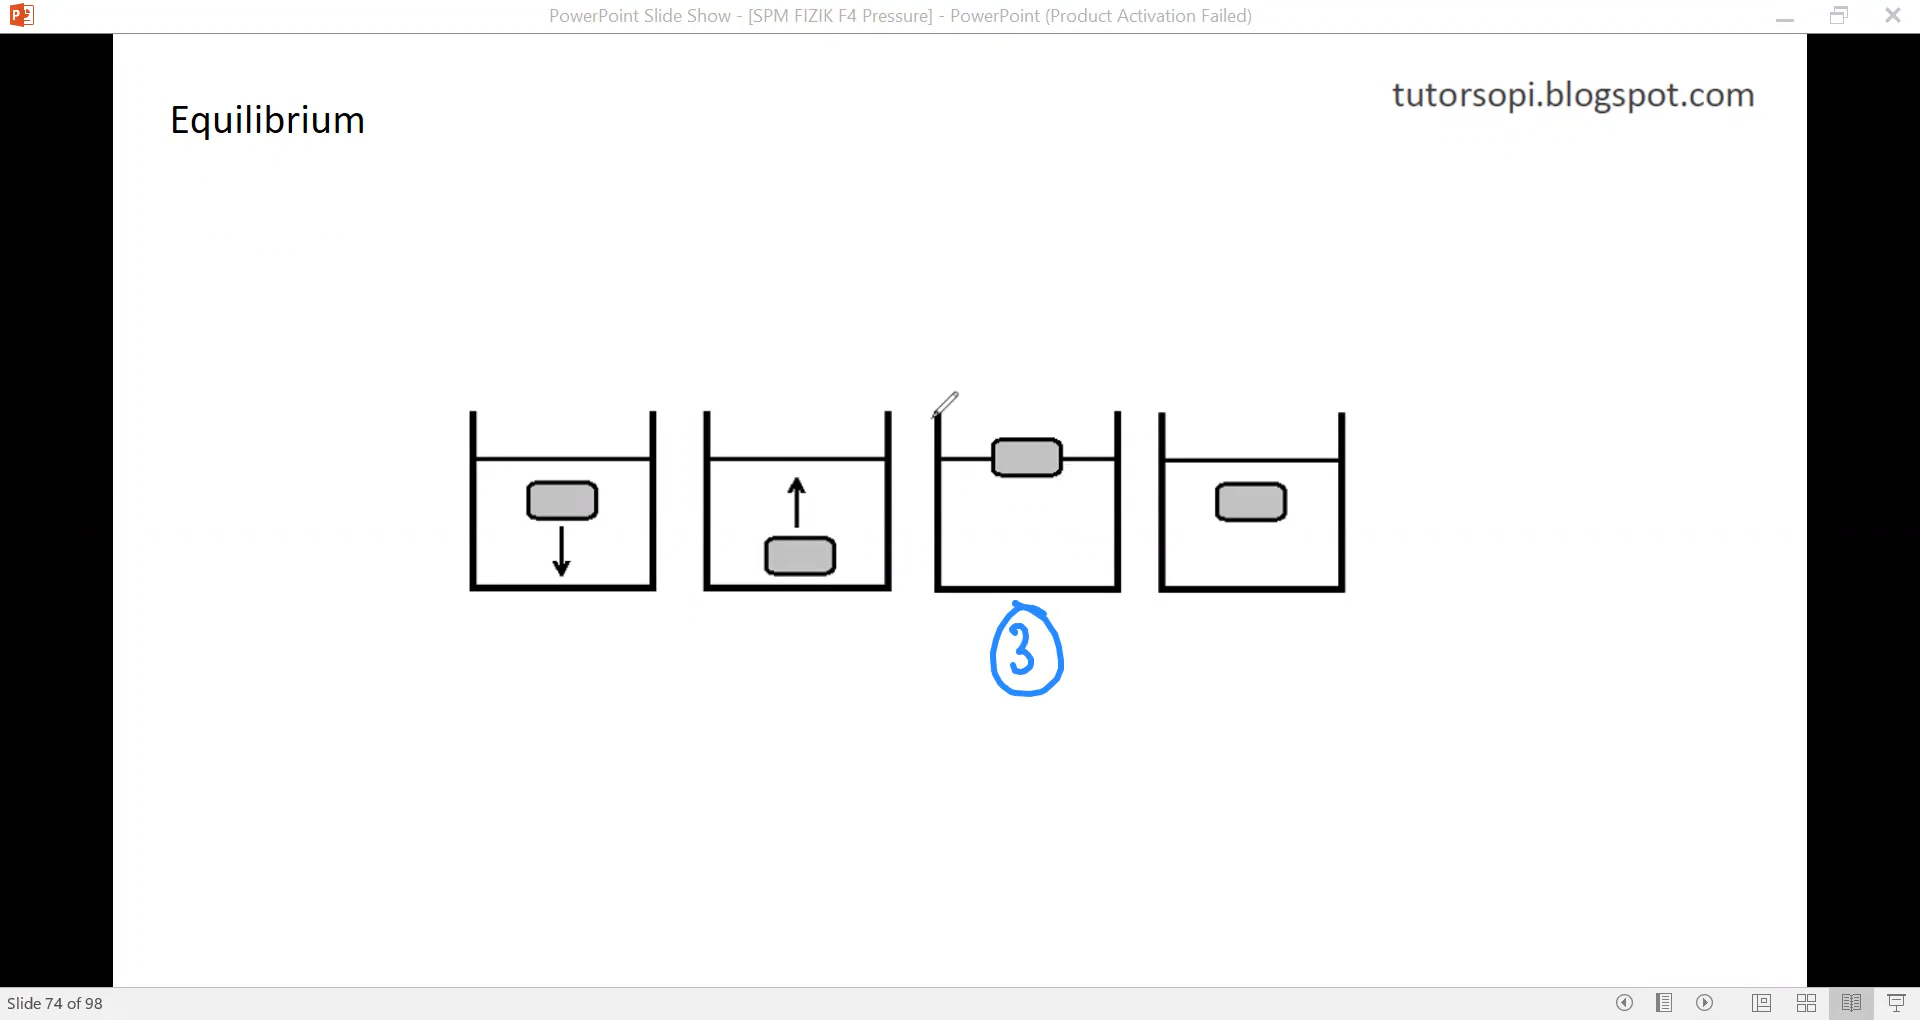 PowerPoint Slide Show - [SPM FIZIK F4 Pressure] - PowerPoint (Product Activation Failed)
tutorsopi.blogspot.com
Equilibrium
3
Slide 74 of 98